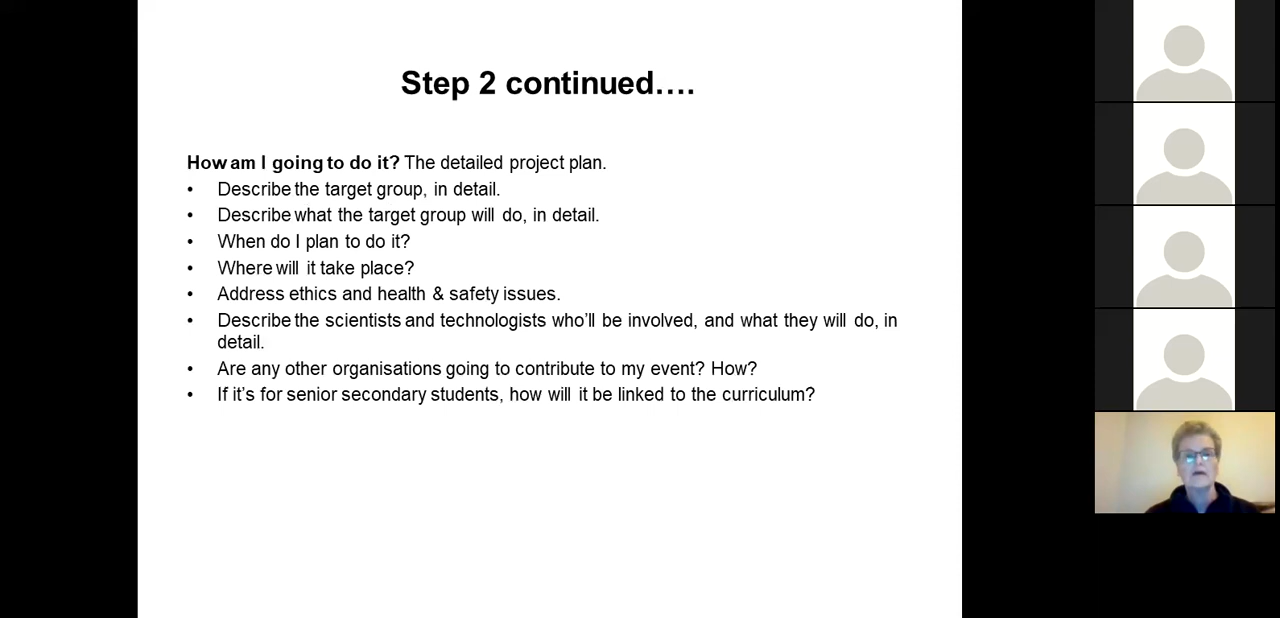 Step 2 continued….
How am I going to do it? The detailed project plan.
• Describe the target group, in detail.
• Describe what the target group will do, in detail.
• When do I plan to do it?
• Where will it take place?
• Address ethics and health & safety issues.
• Describe the scientists and technologists who’ll be involved, and what they will do, in
detail.
• Are any other organisations going to contribute to my event? How?
• If it’s for senior secondary students, how will it be linked to the curriculum?